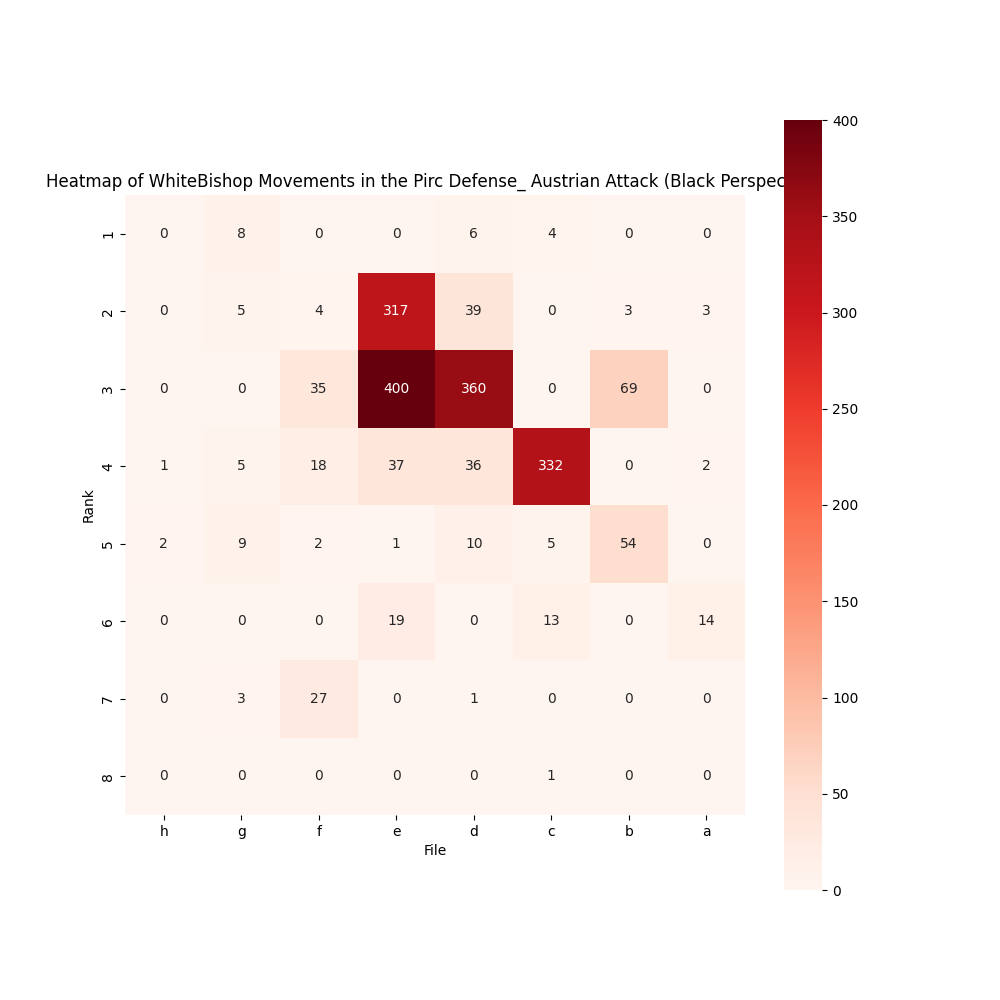 Heatmap of WhiteBishop Movements in the Pirc Defense_ Austrian Attack (Black Perspec
400
350
300
250
200
150
100
50
0
Rank
1 0 8 0 0 6 4 0 0
2 0 5 4 317 39 0 3 3
3 0 0 35 400 360 0 69 0
4 1 5 18 37 36 332 0 2
5 2 9 2 1 10 5 54 0
6 0 0 0 19 0 13 0 14
7 0 3 27 0 1 0 0 0
8 0 0 0 0 0 1 0 0
h g f e d c b a
File